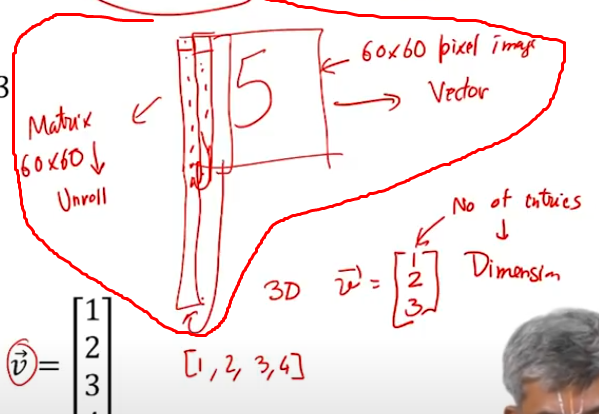 60x60 pixel image
Vector
5
3
Matrix
60x60
Unroll
No of entries
Dimension
3D v⃗ = [1
2
3]
v⃗ = [1
2
3
[1, 2, 3, 4]